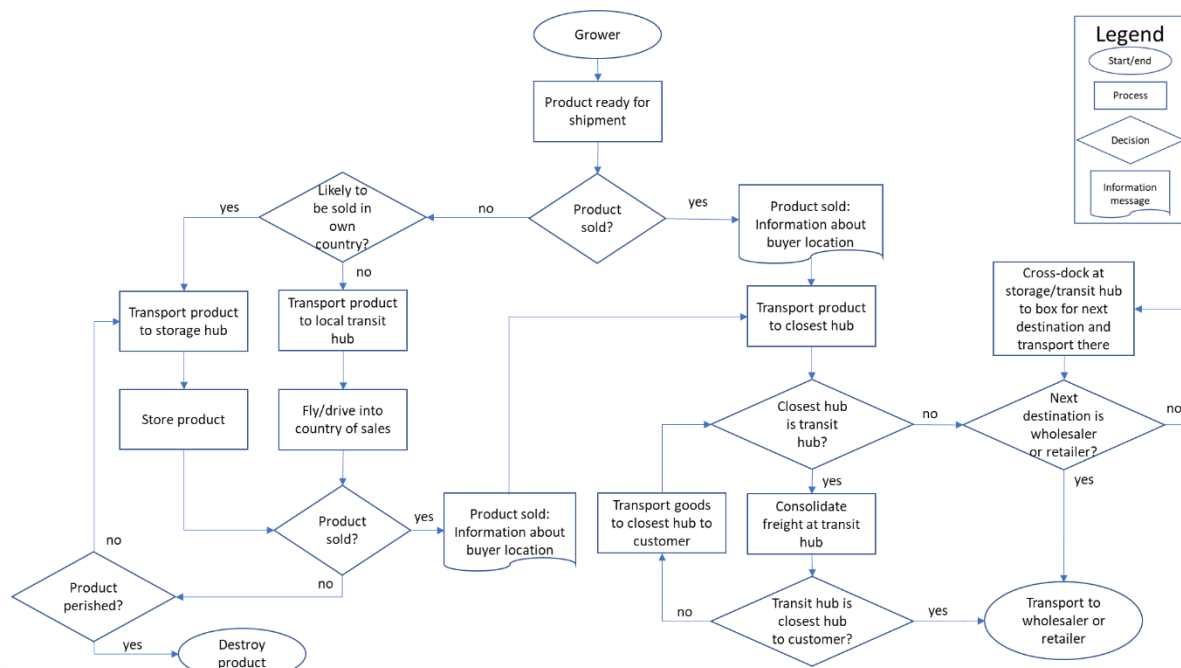 Grower
Legend
Start/end
Process
Decision
Information
message
Product ready for
shipment
Likely to
be sold in
own
country?
yes
no
Product
sold?
yes
Product sold:
Information about
buyer location
no
Transport product
to storage hub
Transport product
to local transit
hub
Transport product
to closest hub
Cross-dock at
storage/transit hub
to box for next
destination and
transport there
Store product
Fly/drive into
country of sales
Closest hub
is transit
hub?
no
Next
destination is
wholesaler
or retailer?
no
yes
yes
Product
sold?
yes
Product sold:
Information about
buyer location
Transport goods
to closest hub to
customer
Consolidate
freight at transit
hub
no
no
Product
perished?
yes
Destroy
product
no
Transit hub is
closest hub
to customer?
yes
Transport to
wholesaler or
retailer